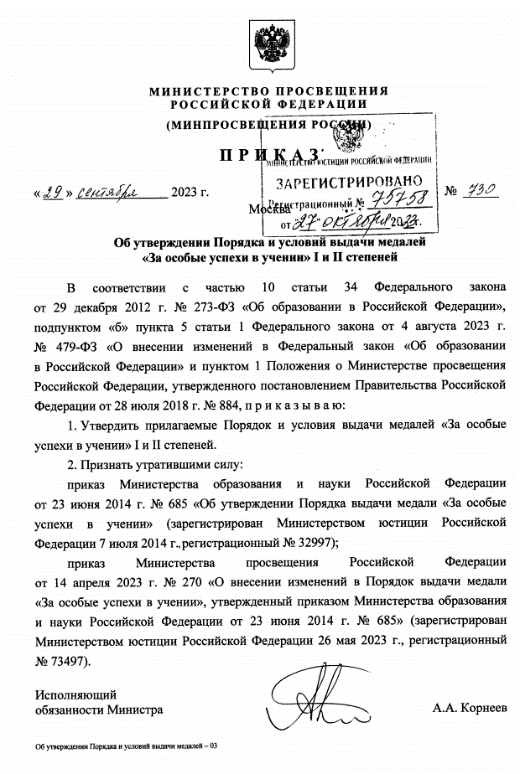 МИНИСТЕРСТВО ПРОСВЕЩЕНИЯ
РОССИЙСКОЙ ФЕДЕРАЦИИ
(МИНПРОСВЕЩЕНИЯ РОССИИ)
ПРИКАЗ
МИНИСТЕРСТВО ЮСТИЦИИ РОССИЙСКОЙ ФЕДЕРАЦИИ
ЗАРЕГИСТРИРОВАНО
Регистрационный № 75758
от "27" октября 2023г.
«29» сентября 2023 г.
№ 730
Москва
Об утверждении Порядка и условий выдачи медалей
«За особые успехи в учении» I и II степеней
В соответствии с частью 10 статьи 34 Федерального закона
от 29 декабря 2012 г. № 273-ФЗ «Об образовании в Российской Федерации»,
подпунктом «б» пункта 5 статьи 1 Федерального закона от 4 августа 2023 г.
№ 479-ФЗ «О внесении изменений в Федеральный закон «Об образовании
в Российской Федерации» и пунктом 1 Положения о Министерстве просвещения
Российской Федерации, утвержденного постановлением Правительства Российской
Федерации от 28 июля 2018 г. № 884, п р и к а з ы в а ю:
1. Утвердить прилагаемые Порядок и условия выдачи медалей «За особые
успехи в учении» I и II степеней.
2. Признать утратившими силу:
приказ Министерства образования и науки Российской Федерации
от 23 июня 2014 г. № 685 «Об утверждении Порядка выдачи медали «За особые
успехи в учении» (зарегистрирован Министерством юстиции Российской
Федерации 7 июля 2014 г., регистрационный № 32997);
приказ Министерства просвещения Российской Федерации
от 14 апреля 2023 г. № 270 «О внесении изменений в Порядок выдачи медали
«За особые успехи в учении», утвержденный приказом Министерства образования
и науки Российской Федерации от 23 июня 2014 г. № 685» (зарегистрирован
Министерством юстиции Российской Федерации 26 мая 2023 г., регистрационный
№ 73497).
Исполняющий
обязанности Министра
А.А. Корнеев
Об утверждении Порядка и условий выдачи медалей – 03